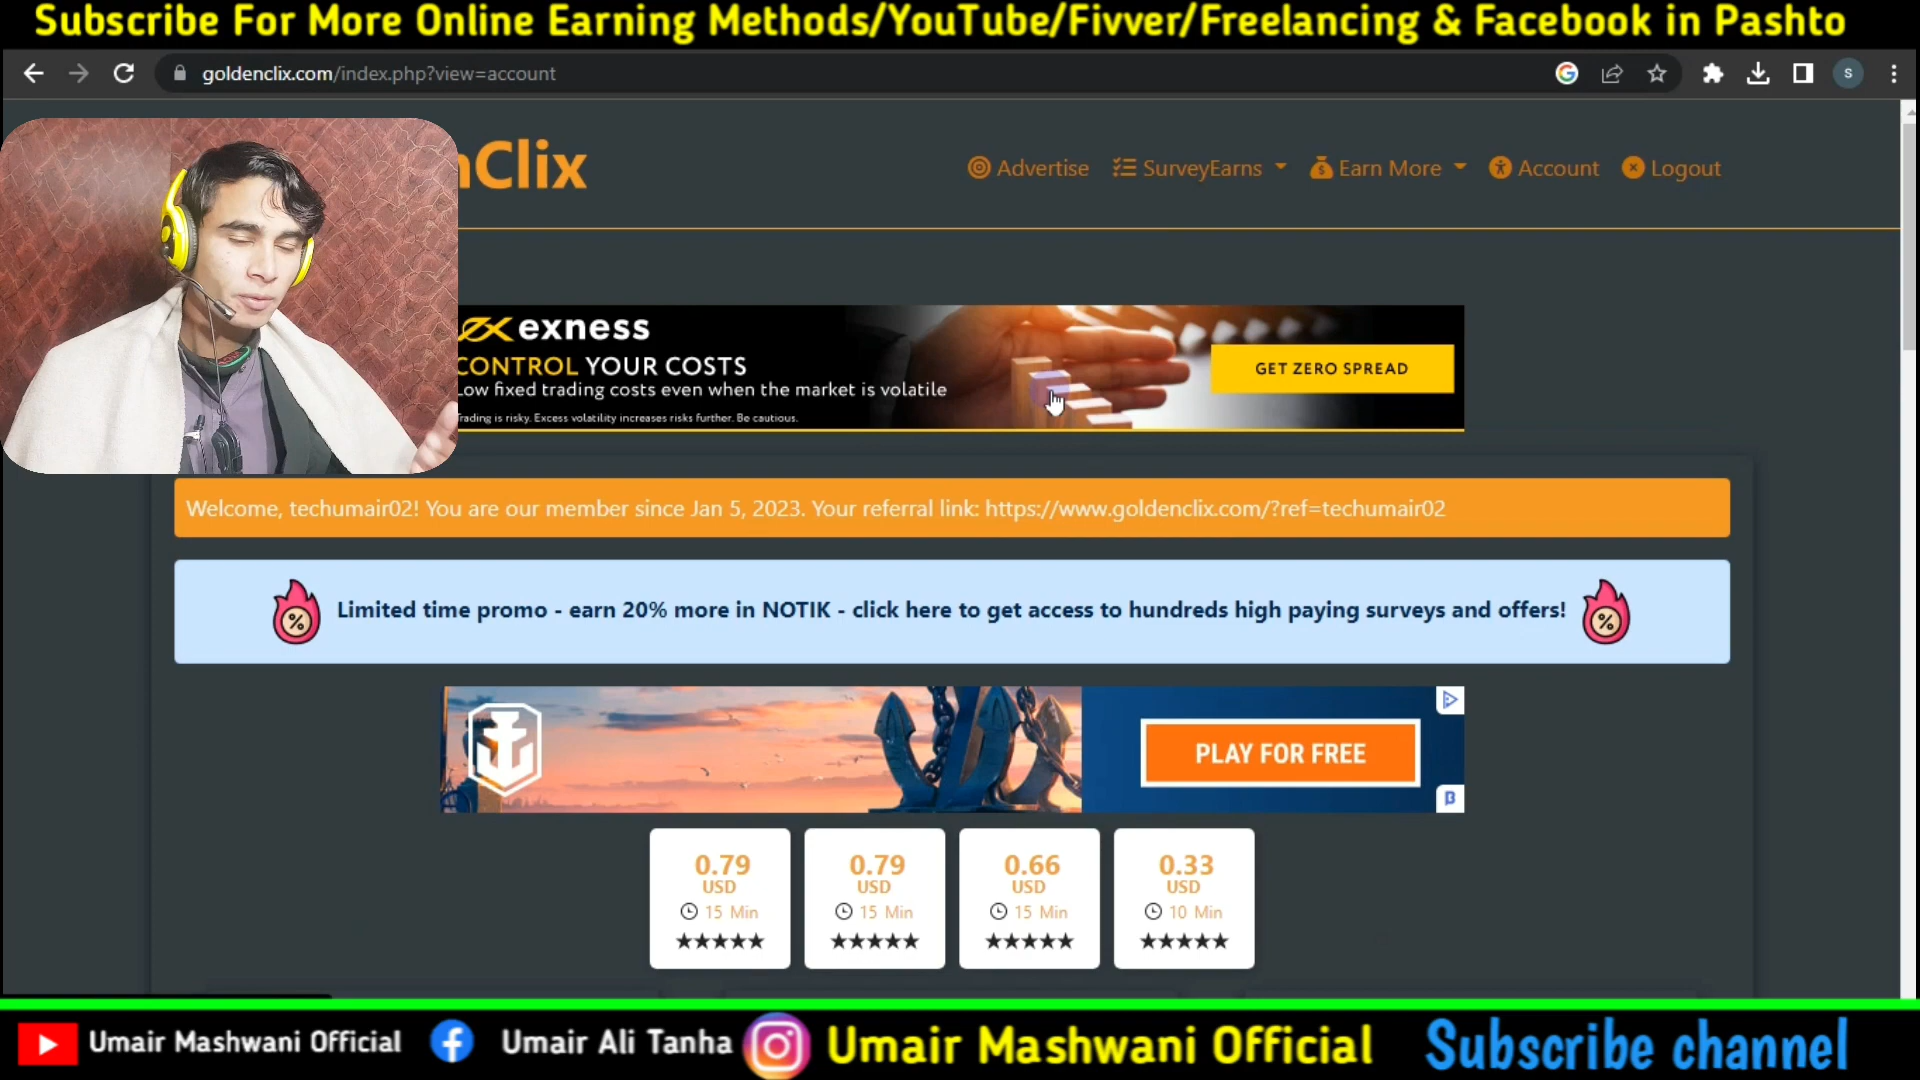 Subscribe For More Online Earning Methods/YouTube/Fivver/Freelancing & Facebook in Pashto
goldenclix.com/index.php?view=account
S
nClix
Advertise
SurveyEarns
Earn More
Account
Logout
exness
CONTROL YOUR COSTS
Low fixed trading costs even when the market is volatile
Trading is risky. Excess volatility increases risks further. Be cautious.
GET ZERO SPREAD
Welcome, techumair02! You are our member since Jan 5, 2023. Your referral link: https://www.goldenclix.com/?ref=techumair02
Limited time promo - earn 20% more in NOTIK - click here to get access to hundreds high paying surveys and offers!
PLAY FOR FREE
0.79 0.79 0.66 0.33
USD USD USD USD
15 Min 15 Min 15 Min 10 Min
Umair Mashwani Official
Umair Ali Tanha
Umair Mashwani Official
Subscribe channel